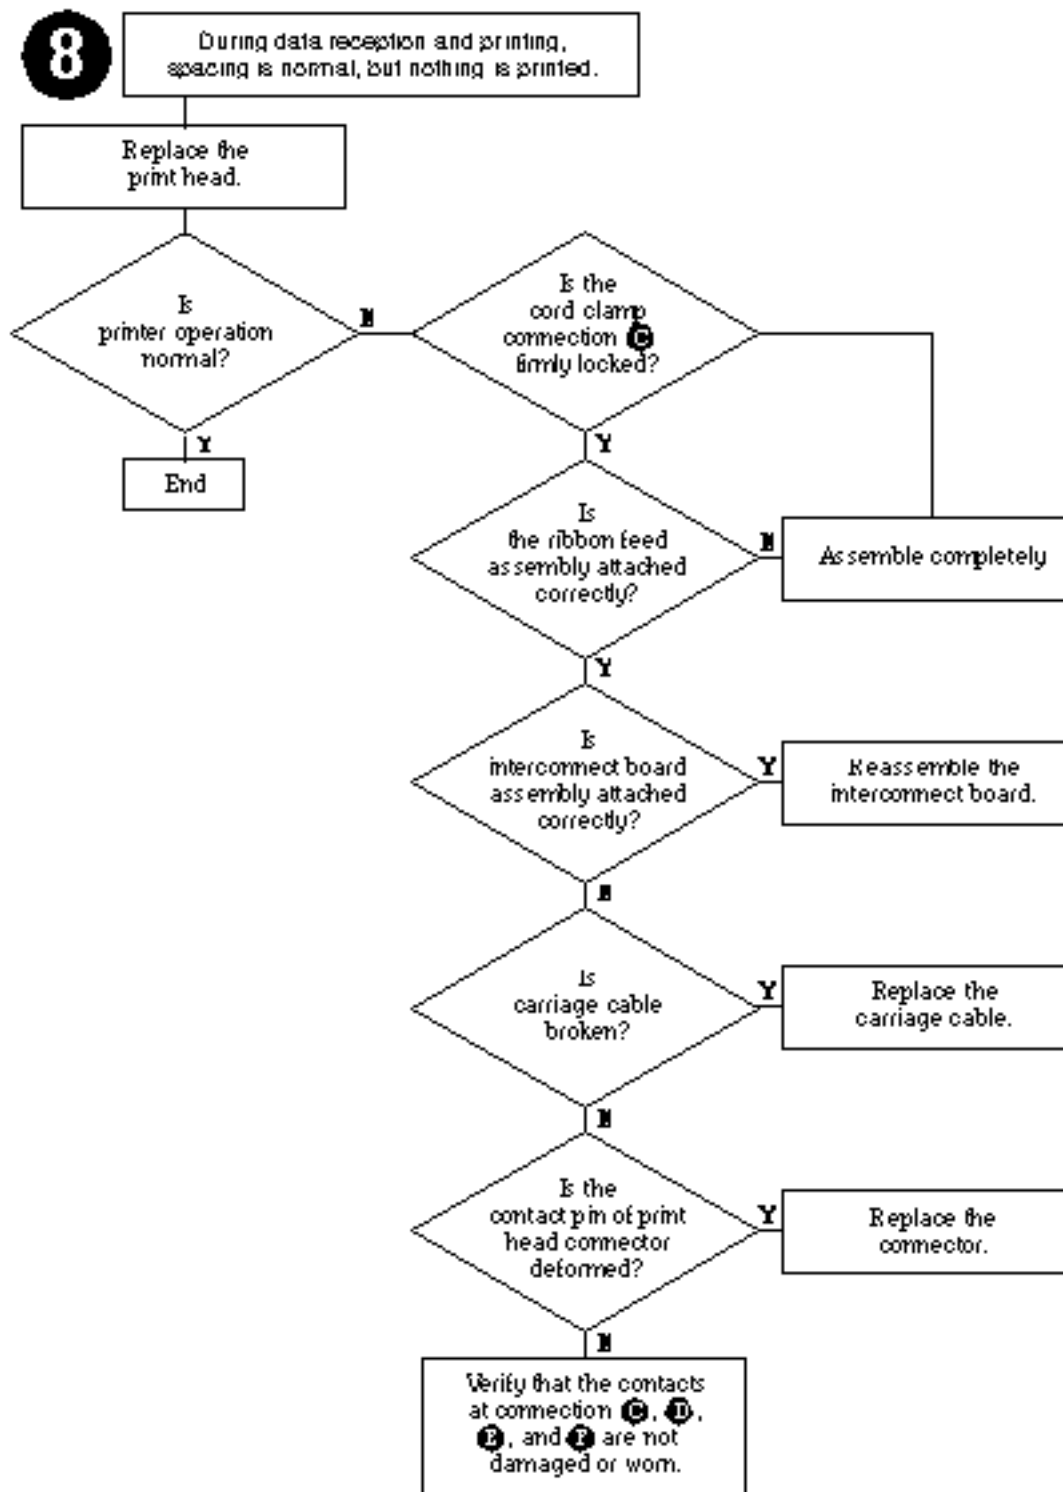 8
During data reception and printing,
spacing is normal, but nothing is printed.
Replace the
print head.
Is
printer operation
normal?
N
Y
End
Is the
cord clamp
connection C
firmly locked?
Y
Is
the ribbon feed
assembly attached
correctly?
N
Assemble completely
Y
Is
interconnect board
assembly attached
correctly?
Y
Reassemble the
interconnect board.
N
Is
carriage cable
broken?
Y
Replace the
carriage cable.
N
Is the
contact pin of print
head connector
deformed?
Y
Replace the
connector.
N
Verify that the contacts
at connection C, D,
E, and F are not
damaged or worn.